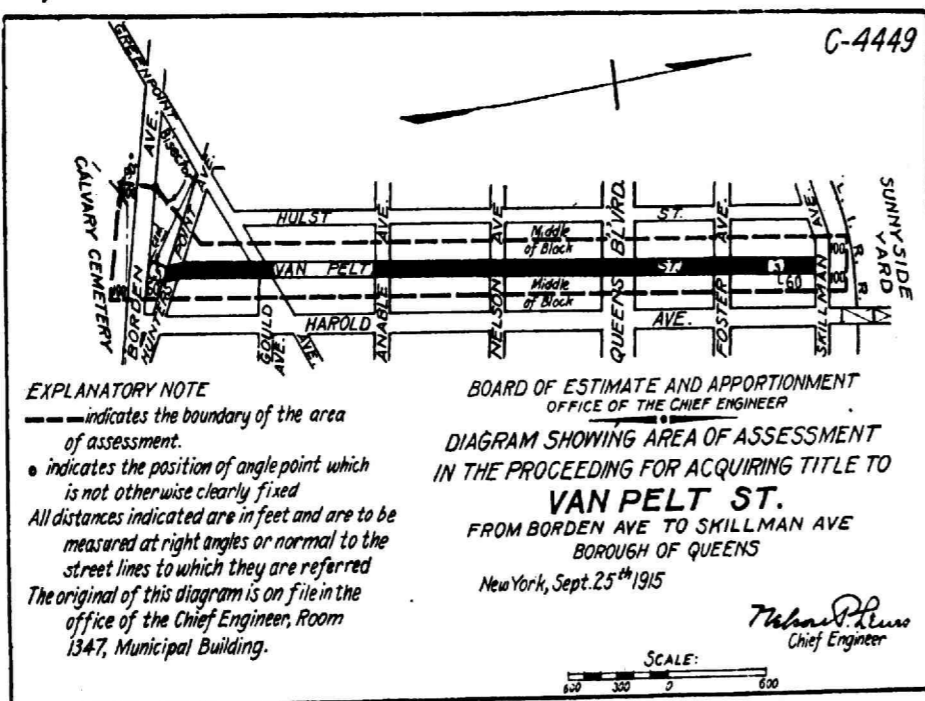 C-4449
GREENPOINT
AVE.
Bisector
AVE.
CALVARY CEMETERY
BORDEN
HUNTERS
POINT
HULST
ST.
Middle
of Block
VAN PELT
ST.
60
Middle
of Block
HAROLD
AVE.
GOULD
AVE.
AVE.
ANABLE AVE.
NELSON AVE
QUEENS BLVRD.
FOSTER AVE.
SKILLMAN AVE.
100
100
R
R
SUNNYSIDE
YARD
EXPLANATORY NOTE
indicates the boundary of the area
of assessment.
indicates the position of angle point which
is not otherwise clearly fixed
All distances indicated are in feet and are to be
measured at right angles or normal to the
street lines to which they are referred
The original of this diagram is on file in the
office of the Chief Engineer, Room
1347, Municipal Building.
BOARD OF ESTIMATE AND APPORTIONMENT
OFFICE OF THE CHIEF ENGINEER
DIAGRAM SHOWING AREA OF ASSESSMENT
IN THE PROCEEDING FOR ACQUIRING TITLE TO
VAN PELT ST.
FROM BORDEN AVE TO SKILLMAN AVE
BOROUGH OF QUEENS
New York, Sept. 25th 1915
Nelson P. Lewis
Chief Engineer
SCALE:
600 300 0 600